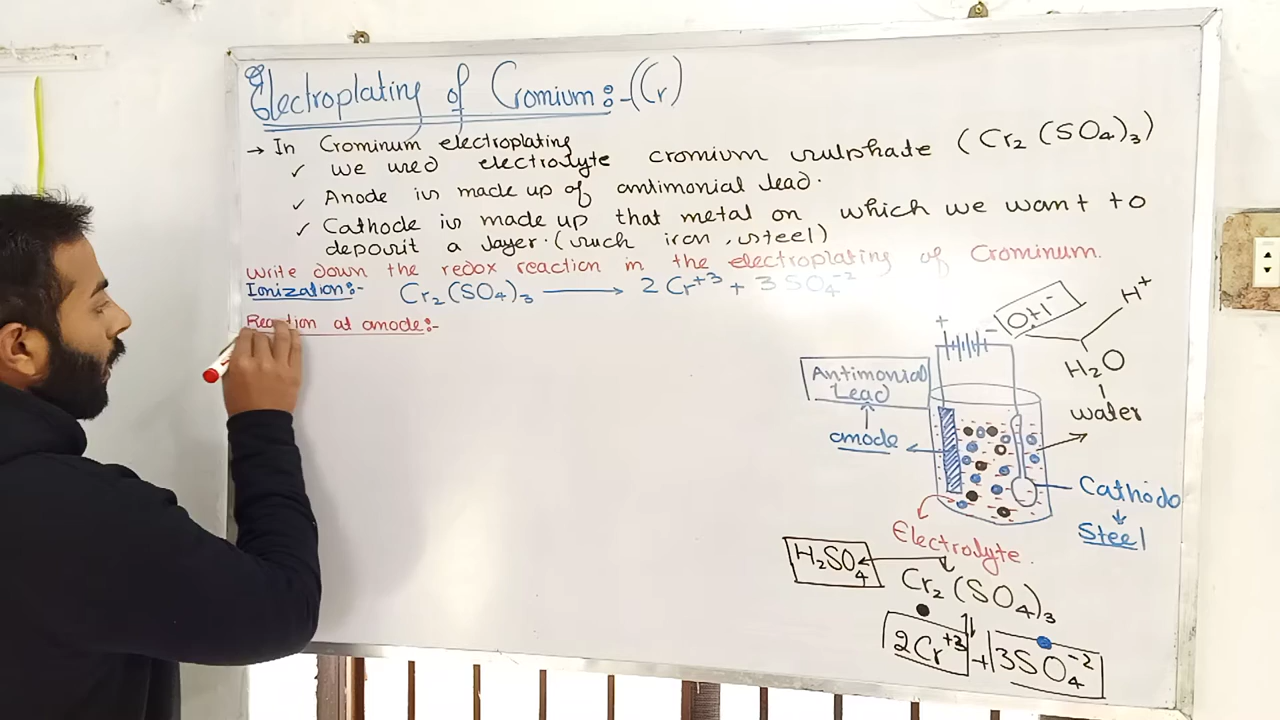 Electroplating of Cromium:-(Cr)
→ In Crominum electroplating
✓ we used electrolyte cromium sulphate (Cr₂(SO₄)₃)
✓ Anode is made up of antimonial lead.
✓ Cathode is made up that metal on which we want to
deposit a layer. (such iron, steel)
Write down the redox reaction in the electroplating of Crominum.
Ionization:- Cr₂(SO₄)₃ ⟶ 2Cr⁺³ + 3SO₄⁻²
Reaction at anode:-
+ -
OH⁻
H⁺
H₂O
water
Antimonial
Lead
anode
Cathode
Steel
Electrolyte.
H₂SO₄
Cr₂(SO₄)₃
2Cr⁺³ + 3SO₄⁻²